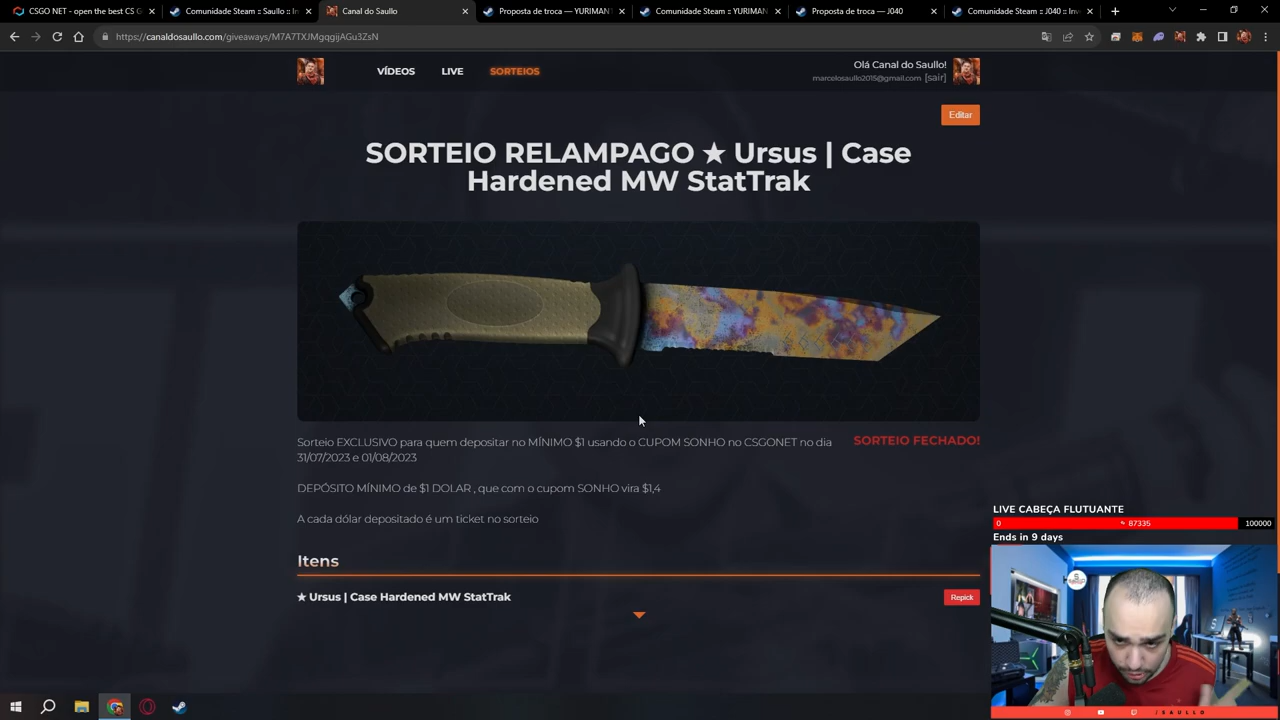 CSGO NET - open the best CS G
Comunidade Steam :: Saullo :: In
Canal do Saullo
Proposta de troca — YURIMAN
Comunidade Steam :: YURIMAN
Proposta de troca — J040
Comunidade Steam :: J040 :: Inv
https://canaldosaullo.com/giveaways/M7A7TXJMgqgijAGu3ZsN
VÍDEOS
LIVE
SORTEIOS
Olá Canal do Saullo!
marcelosaullo2015@gmail.com [sair]
Editar
SORTEIO RELAMPAGO ★ Ursus | Case
Hardened MW StatTrak
Sorteio EXCLUSIVO para quem depositar no MÍNIMO $1 usando o CUPOM SONHO no CSGONET no dia
31/07/2023 e 01/08/2023
SORTEIO FECHADO!
DEPÓSITO MÍNIMO de $1 DOLAR , que com o cupom SONHO vira $1,4
A cada dólar depositado é um ticket no sorteio
Itens
★ Ursus | Case Hardened MW StatTrak
Repick
LIVE CABEÇA FLUTUANTE
0 87335 100000
Ends in 9 days
/SAULLO